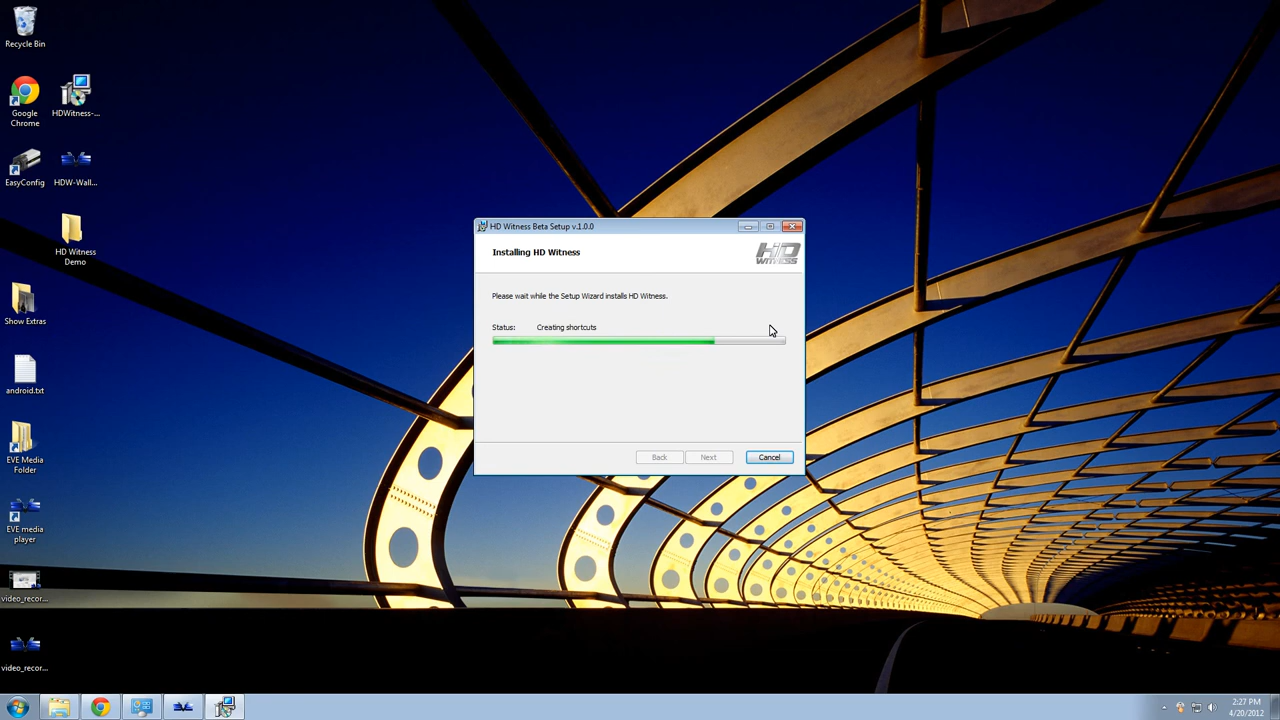 Recycle Bin
Google
Chrome
HDWitness-...
EasyConfig
HDW-Wall...
HD Witness
Demo
Show Extras
android.txt
EVE Media
Folder
EVE media
player
video_recor...
video_recor...
HD Witness Beta Setup v.1.0.0
Installing HD Witness
HD
WITNESS
Please wait while the Setup Wizard installs HD Witness.
Status: Creating shortcuts
Back Next Cancel
2:27 PM
4/20/2012